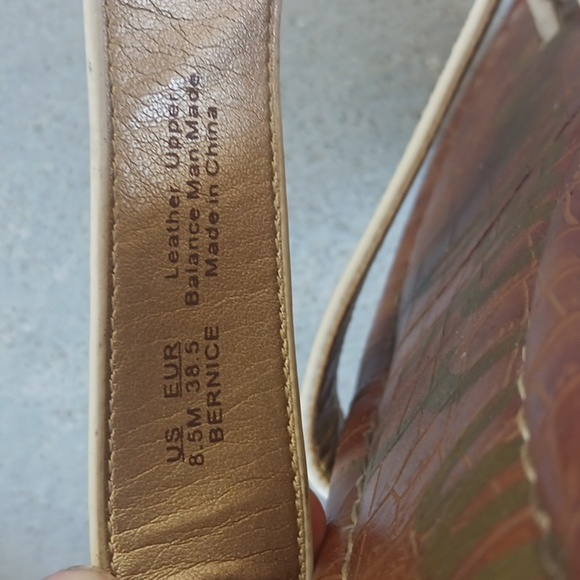 US EUR Leather Upper
8.5M 38.5 Balance Man Made
BERNICE Made in China